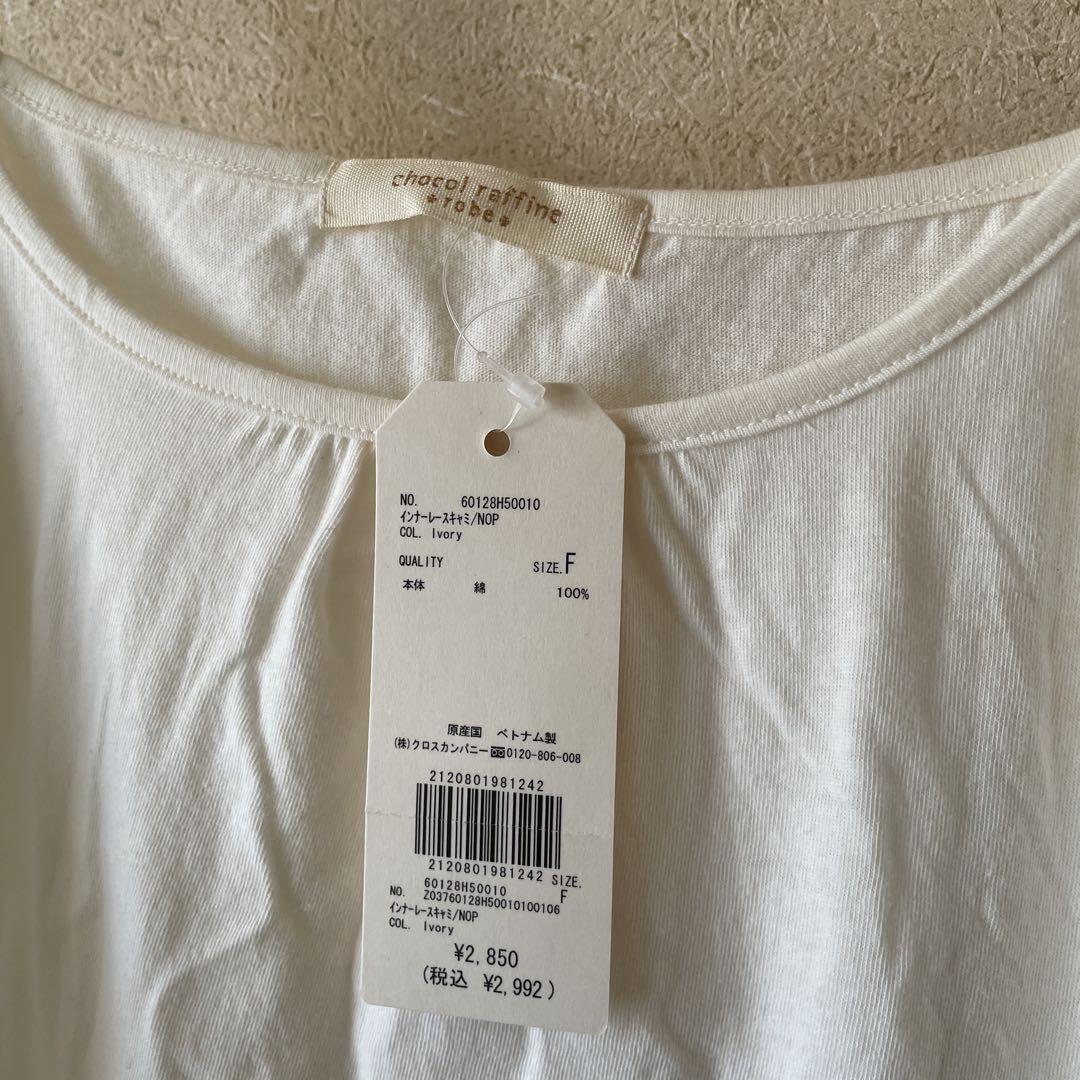 chocol raffine
*robe*
NO. 60128H50010
インナーレースキャミ/NOP
COL. Ivory
QUALITY SIZE.F
本体 綿 100%
原産国 ベトナム製
(株)クロスカンパニー 0120-806-008
2120801981242
2120801981242 SIZE.
NO. 60128H50010 F
Z03760128H50010100106
インナーレースキャミ/NOP
COL. Ivory
¥2,850
(税込 ¥2,992)